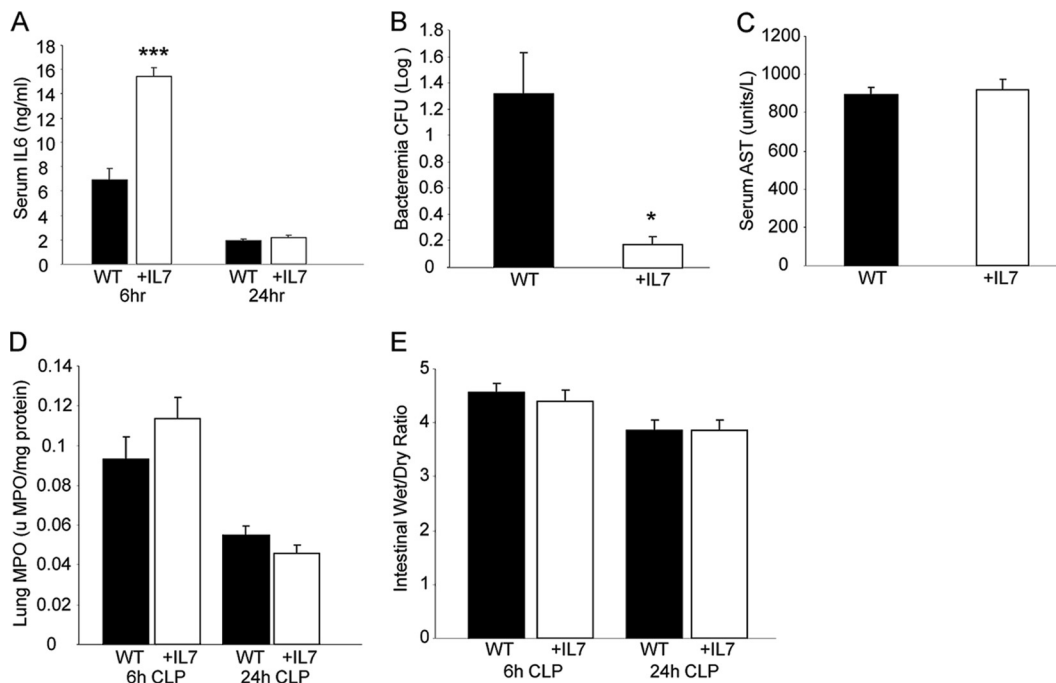 A
Serum IL6 (ng/ml)
18
16
14
12
10
8
6
4
2
0
***
WT +IL7 WT +IL7
6hr 24hr
B
Bacteremia CFU (Log )
2
1.8
1.6
1.4
1.2
1
0.8
0.6
0.4
0.2
0
*
WT +IL7
C
Serum AST (units/L)
1200
1000
800
600
400
200
0
WT +IL7
D
Lung MPO (u MPO/mg protein)
0.14
0.12
0.1
0.08
0.06
0.04
0.02
0
WT +IL7 WT +IL7
6h CLP 24h CLP
E
Intestinal Wet/Dry Ratio
5
4
3
2
1
0
WT +IL7 WT +IL7
6h CLP 24h CLP